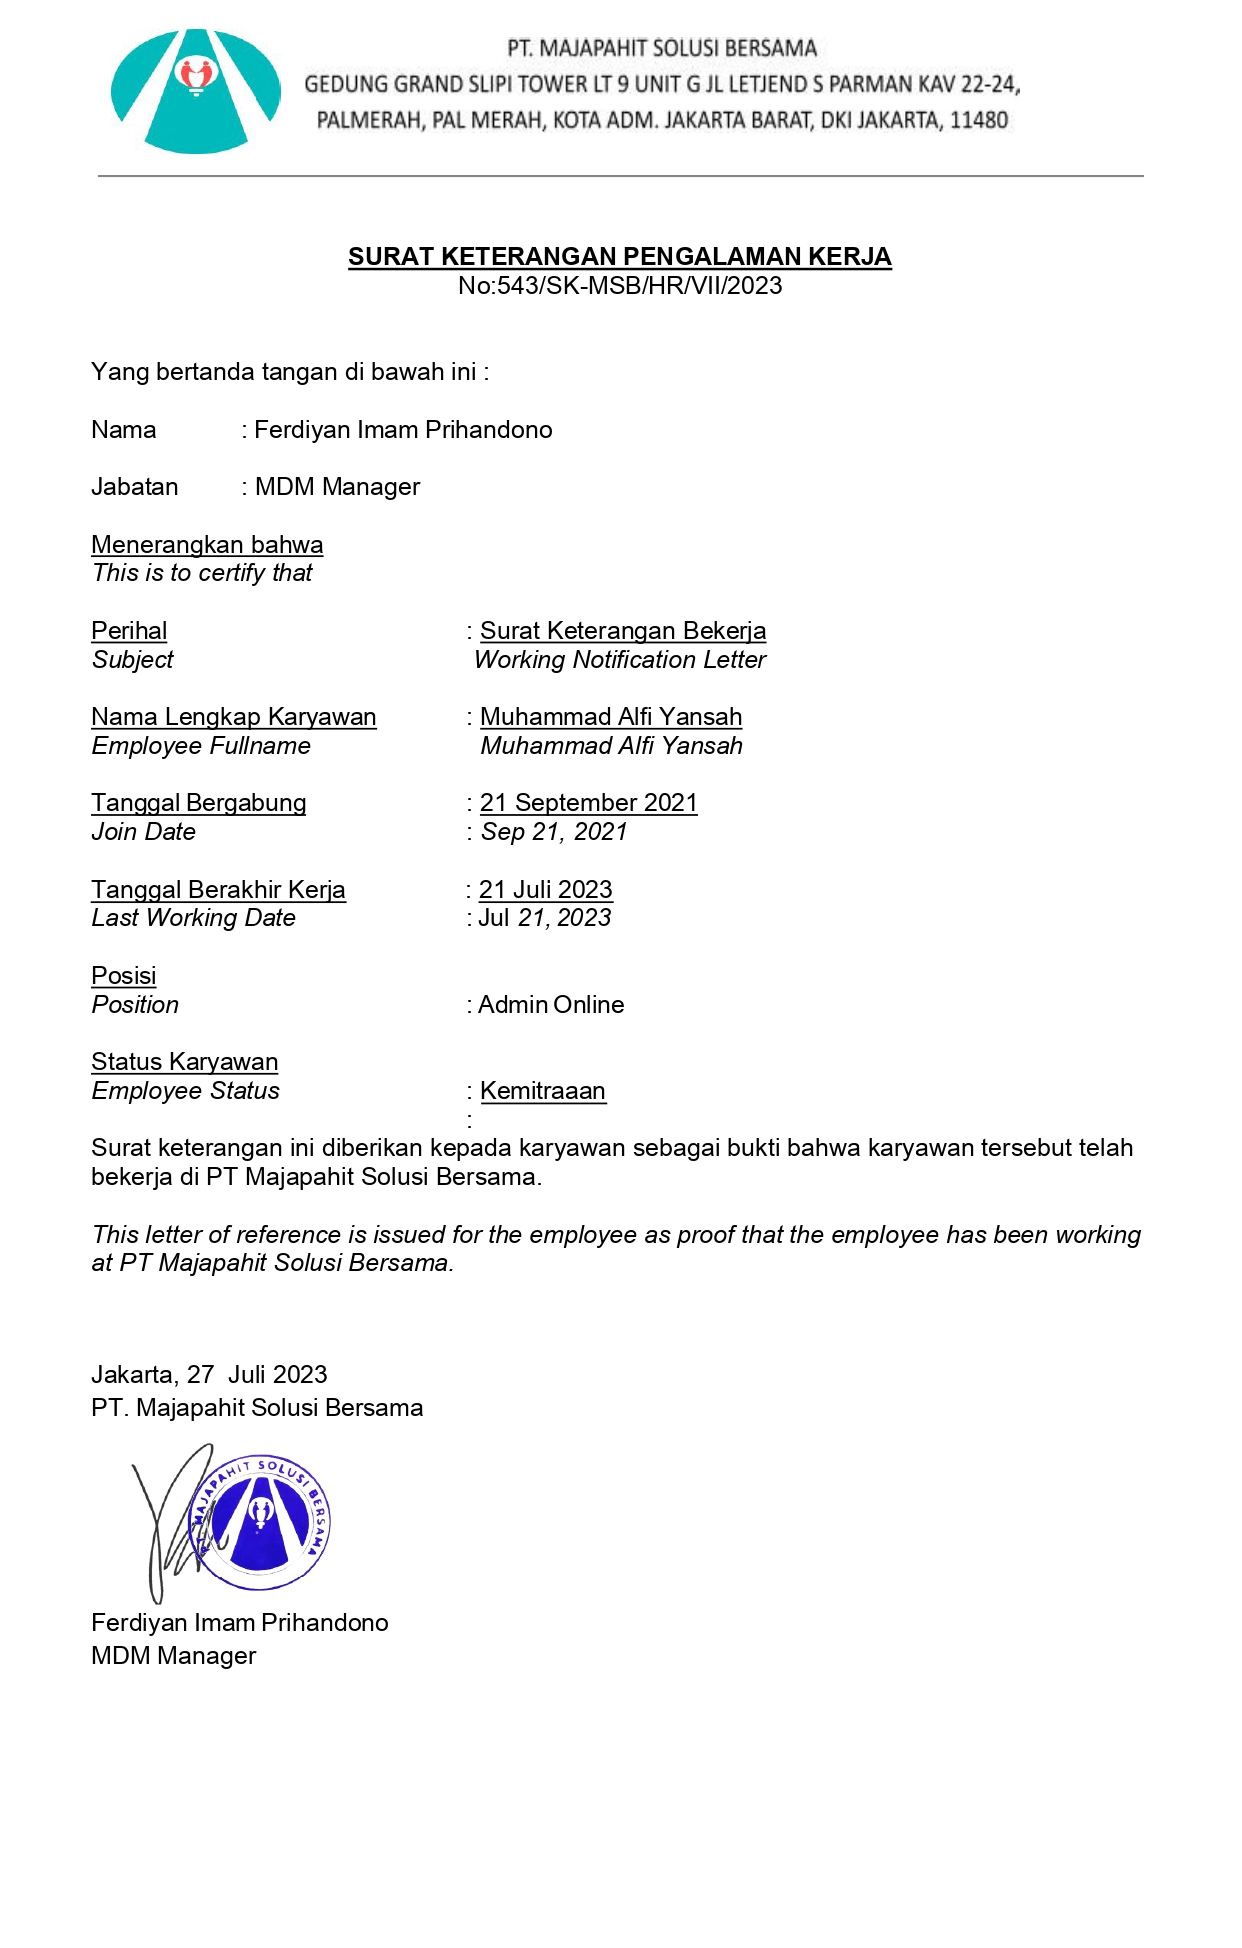 PT. MAJAPAHIT SOLUSI BERSAMA
GEDUNG GRAND SLIPI TOWER LT 9 UNIT G JL LETJEND S PARMAN KAV 22-24,
PALMERAH, PAL MERAH, KOTA ADM. JAKARTA BARAT, DKI JAKARTA, 11480
SURAT KETERANGAN PENGALAMAN KERJA
No:543/SK-MSB/HR/VII/2023
Yang bertanda tangan di bawah ini :
Nama : Ferdiyan Imam Prihandono
Jabatan : MDM Manager
Menerangkan bahwa
This is to certify that
Perihal : Surat Keterangan Bekerja
Subject Working Notification Letter
Nama Lengkap Karyawan : Muhammad Alfi Yansah
Employee Fullname Muhammad Alfi Yansah
Tanggal Bergabung : 21 September 2021
Join Date : Sep 21, 2021
Tanggal Berakhir Kerja : 21 Juli 2023
Last Working Date : Jul 21, 2023
Posisi
Position : Admin Online
Status Karyawan
Employee Status : Kemitraaan
:
Surat keterangan ini diberikan kepada karyawan sebagai bukti bahwa karyawan tersebut telah
bekerja di PT Majapahit Solusi Bersama.
This letter of reference is issued for the employee as proof that the employee has been working
at PT Majapahit Solusi Bersama.
Jakarta, 27 Juli 2023
PT. Majapahit Solusi Bersama
PT. MAJAPAHIT SOLUSI BERSAMA
Ferdiyan Imam Prihandono
MDM Manager